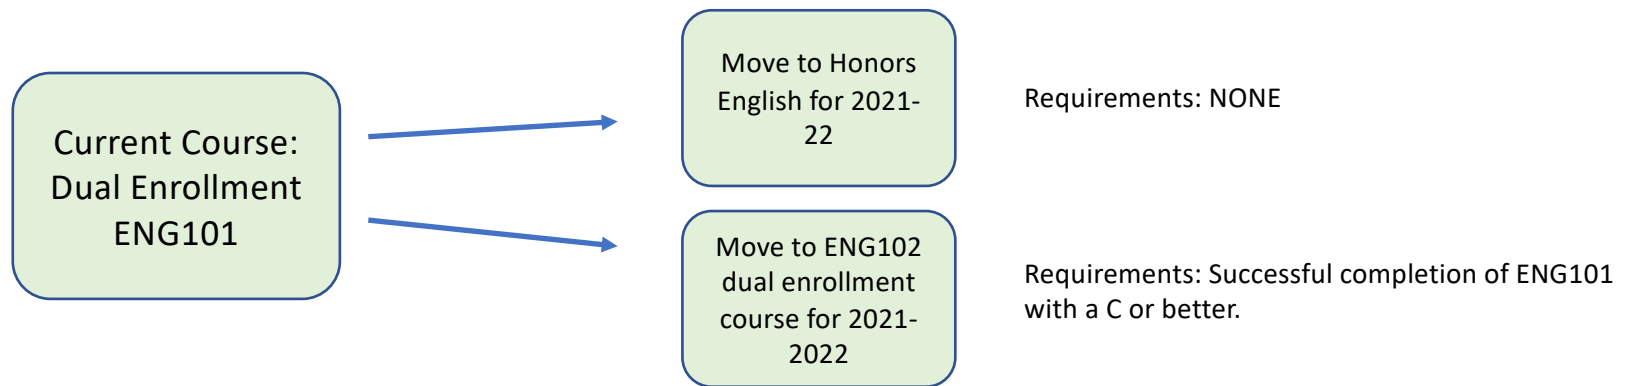 Current Course:
Dual Enrollment
ENG101
Move to Honors
English for 2021-
22
Requirements: NONE
Move to ENG102
dual enrollment
course for 2021-
2022
Requirements: Successful completion of ENG101
with a C or better.